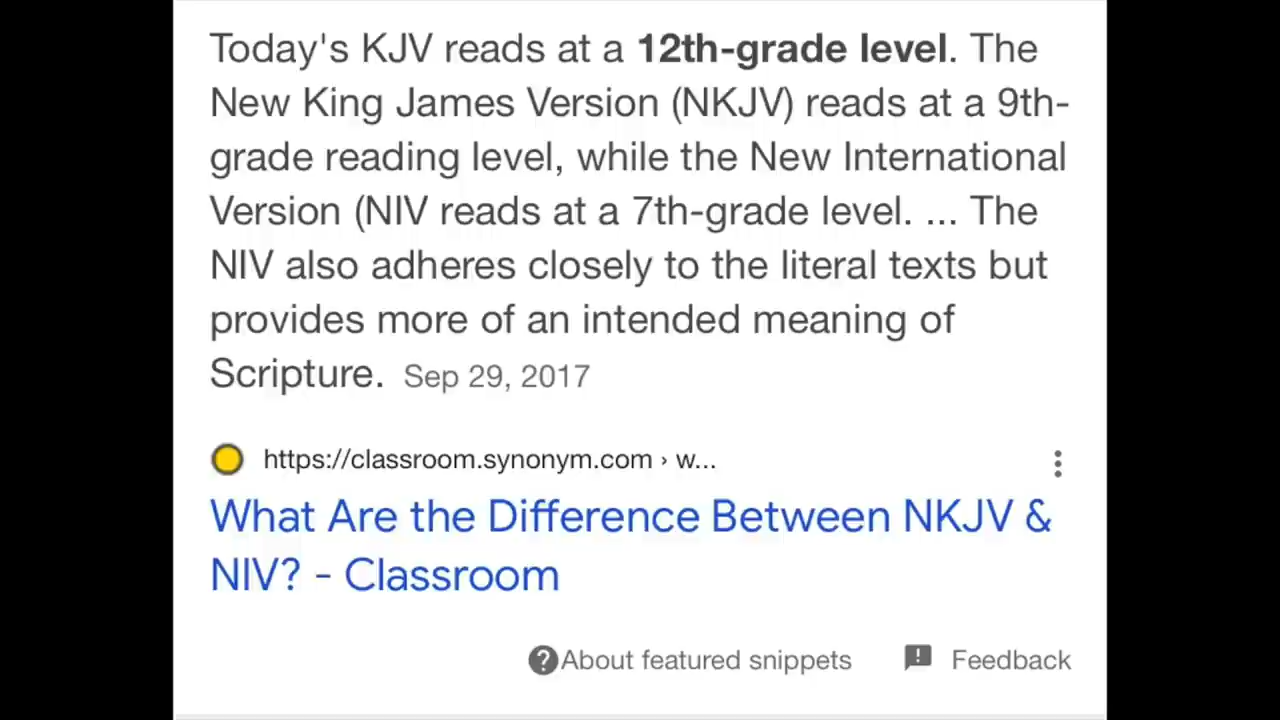 Today's KJV reads at a 12th-grade level. The
New King James Version (NKJV) reads at a 9th-
grade reading level, while the New International
Version (NIV reads at a 7th-grade level. ... The
NIV also adheres closely to the literal texts but
provides more of an intended meaning of
Scripture. Sep 29, 2017
https://classroom.synonym.com › w...
What Are the Difference Between NKJV &
NIV? - Classroom
About featured snippets Feedback